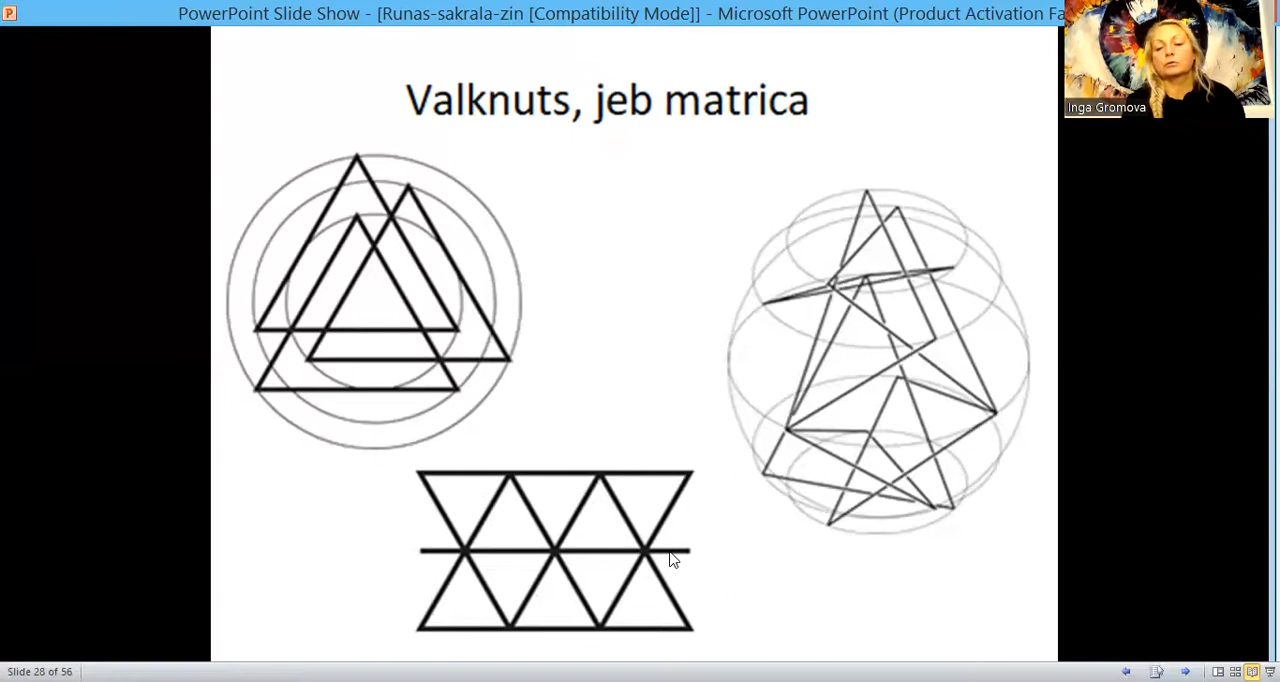 PowerPoint Slide Show - [Runas-sakrala-zin [Compatibility Mode]] - Microsoft PowerPoint (Product Activation Fa
Inga Gromova
Valknuts, jeb matrica
Slide 28 of 56